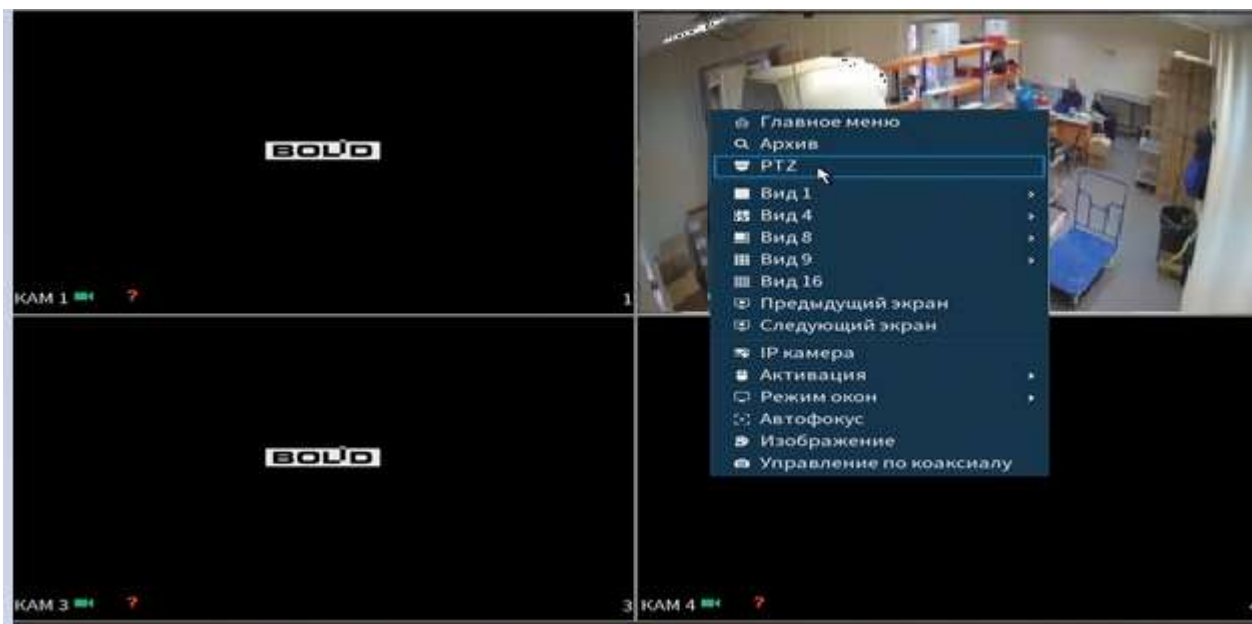 BOLID
Главное меню
Архив
PTZ
Вид 1
Вид 4
Вид 8
Вид 9
Вид 16
Предыдущий экран
Следующий экран
IP камера
Активация
Режим окон
Автофокус
Изображение
Управление по коаксиалу
КАМ 1 ? 1
BOLID
КАМ 3 ? 3
КАМ 4 ?